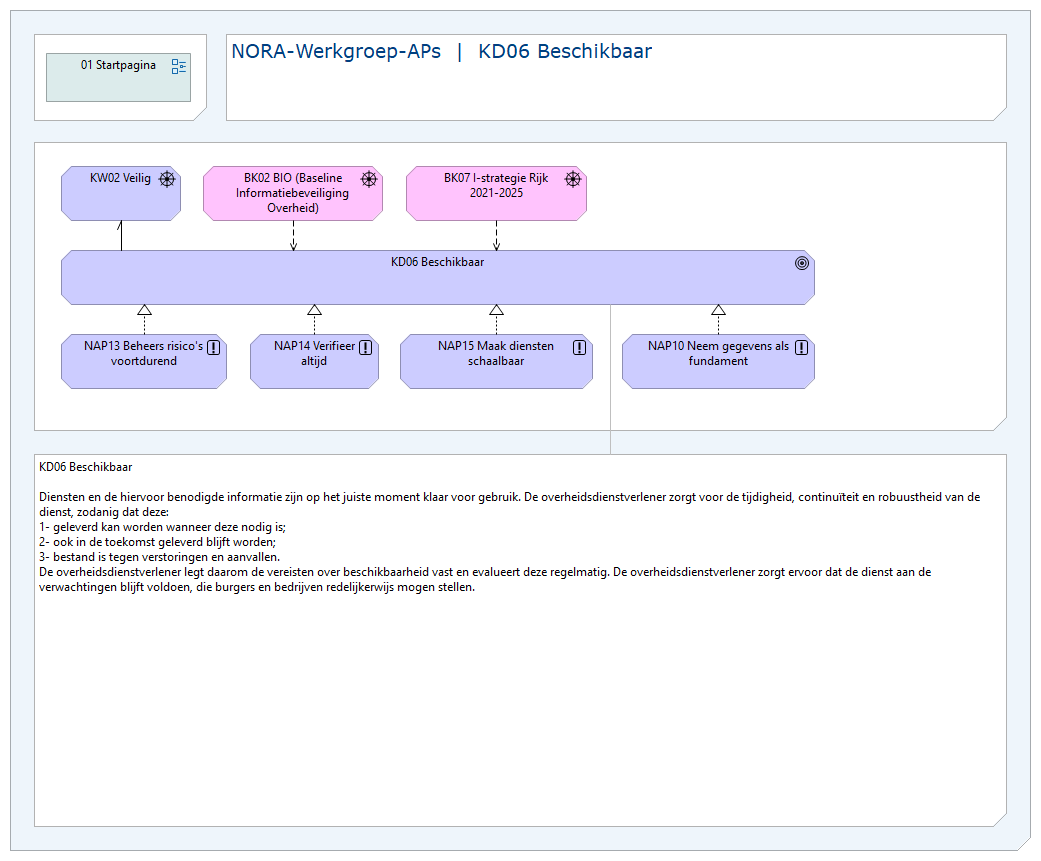 01 Startpagina
NORA-Werkgroep-APs | KD06 Beschikbaar
KW02 Veilig
BK02 BIO (Baseline
Informatiebeveiliging
Overheid)
BK07 I-strategie Rijk
2021-2025
KD06 Beschikbaar
NAP13 Beheers risico's
voortdurend
NAP14 Verifieer
altijd
NAP15 Maak diensten
schaalbaar
NAP10 Neem gegevens als
fundament
KD06 Beschikbaar
Diensten en de hiervoor benodigde informatie zijn op het juiste moment klaar voor gebruik. De overheidsdienstverlener zorgt voor de tijdigheid, continuïteit en robuustheid van de
dienst, zodanig dat deze:
1- geleverd kan worden wanneer deze nodig is;
2- ook in de toekomst geleverd blijft worden;
3- bestand is tegen verstoringen en aanvallen.
De overheidsdienstverlener legt daarom de vereisten over beschikbaarheid vast en evalueert deze regelmatig. De overheidsdienstverlener zorgt ervoor dat de dienst aan de
verwachtingen blijft voldoen, die burgers en bedrijven redelijkerwijs mogen stellen.